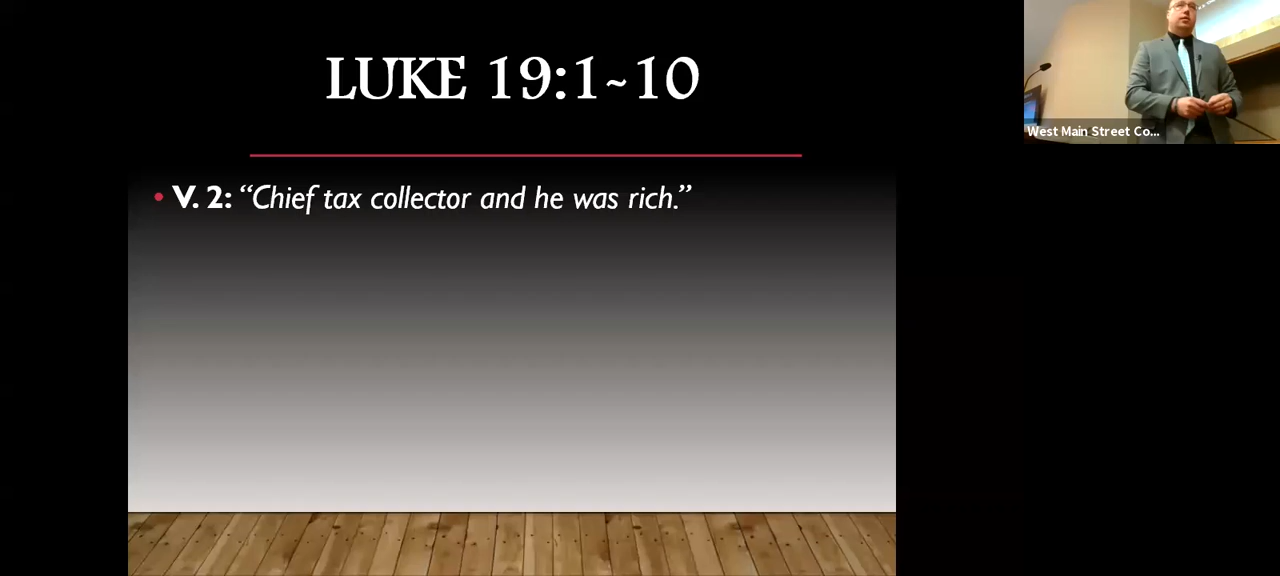 LUKE 19:1~10
• V. 2: “Chief tax collector and he was rich.”
West Main Street Co...